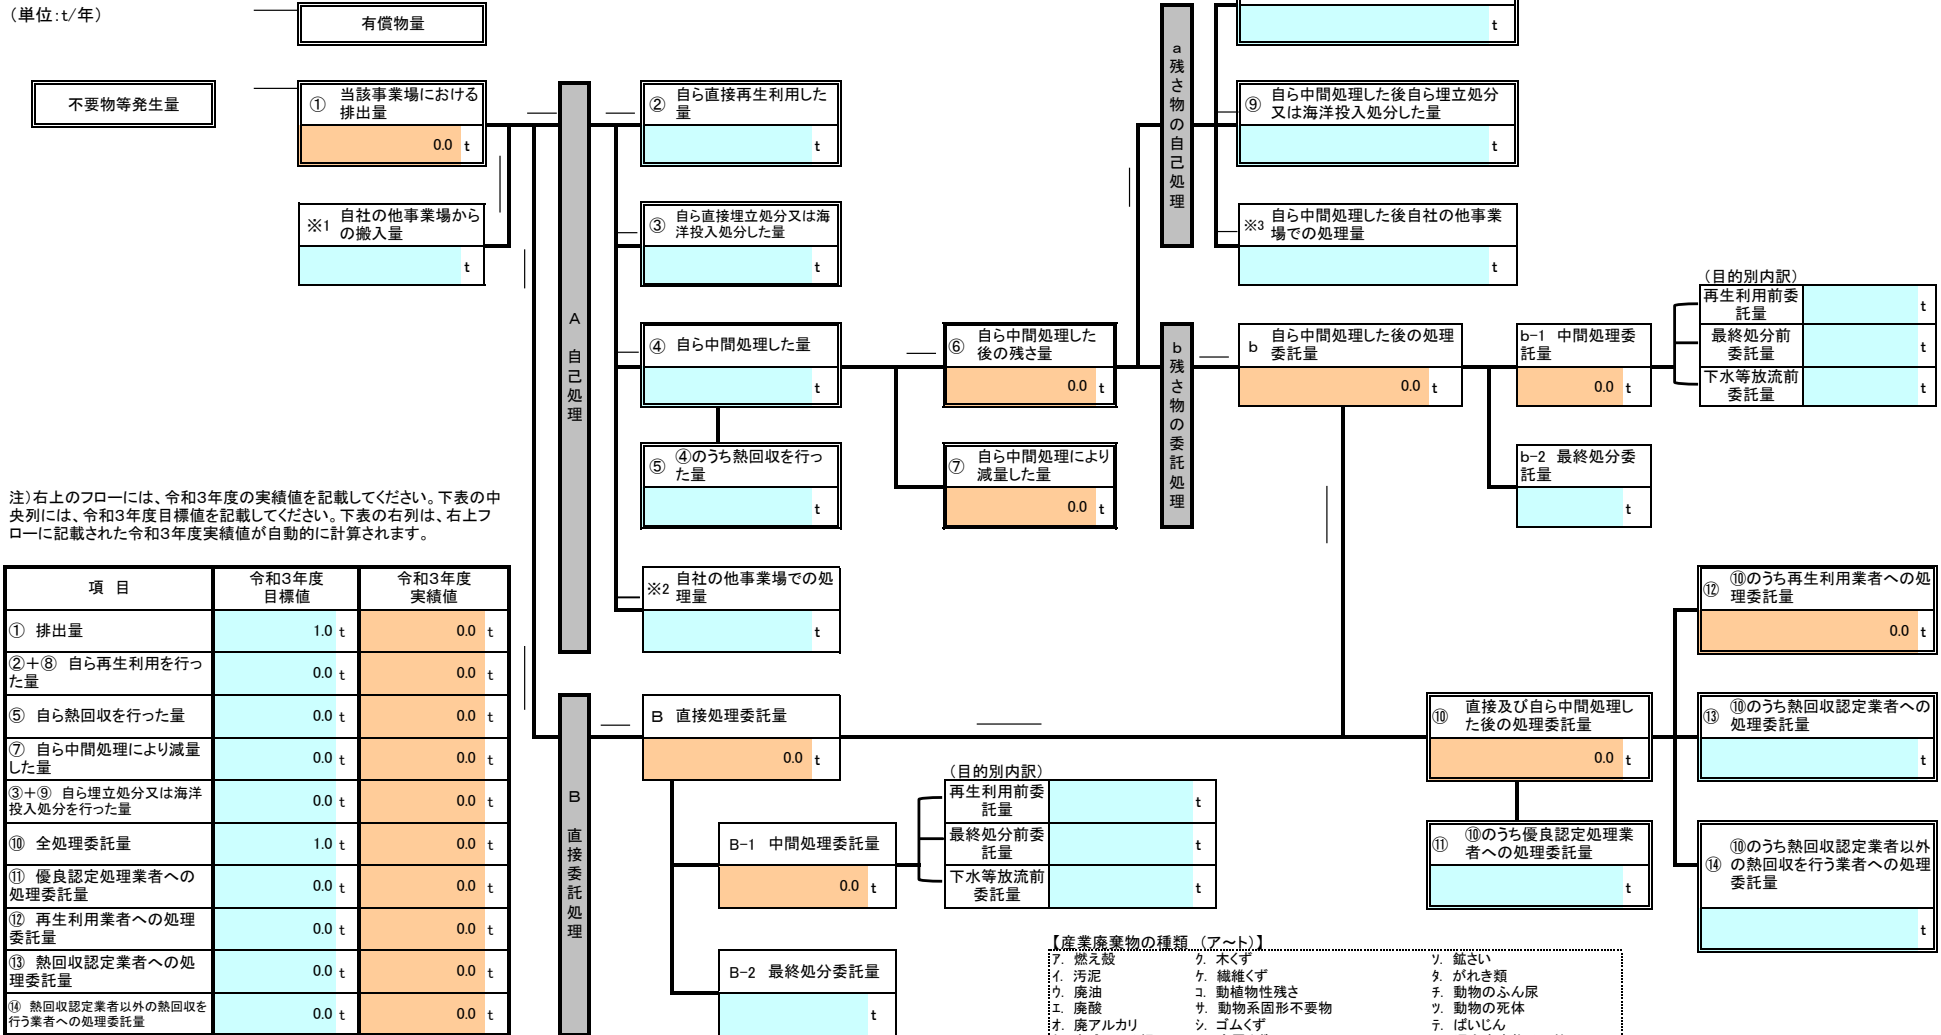 (単位:t/年)
有償物量
不要物等発生量
① 当該事業場における
排出量
0.0 t
※1 自社の他事業場から
の搬入量
t
A 自己処理
② 自ら直接再生利用した
量
t
③ 自ら直接埋立処分又は海
洋投入処分した量
t
④ 自ら中間処理した量
t
⑤ ④のうち熱回収を行っ
た量
t
※2 自社の他事業場での処
理量
t
⑥ 自ら中間処理した
後の残さ量
0.0 t
⑦ 自ら中間処理により
減量した量
0.0 t
a 残さ物の自己処理
t
⑨ 自ら中間処理した後自ら埋立処分
又は海洋投入処分した量
t
※3 自ら中間処理した後自社の他事業
場での処理量
t
b 残さ物の委託処理
b 自ら中間処理した後の処理
委託量
0.0 t
b-1 中間処理委
託量
0.0 t
b-2 最終処分委
託量
t
(目的別内訳)
再生利用前委
託量
t
最終処分前
委託量
t
下水等放流前
委託量
t
注)右上のフローには、令和3年度の実績値を記載してください。下表の中
央列には、令和3年度目標値を記載してください。下表の右列は、右上フ
ローに記載された令和3年度実績値が自動的に計算されます。
項 目 令和3年度
目標値 令和3年度
実績値
① 排出量 1.0 t 0.0 t
②+⑧ 自ら再生利用を行っ
た量 0.0 t 0.0 t
⑤ 自ら熱回収を行った量 0.0 t 0.0 t
⑦ 自ら中間処理により減量
した量 0.0 t 0.0 t
③+⑨ 自ら埋立処分又は海洋
投入処分を行った量 0.0 t 0.0 t
⑩ 全処理委託量 1.0 t 0.0 t
⑪ 優良認定処理業者への
処理委託量 0.0 t 0.0 t
⑫ 再生利用業者への処理
委託量 0.0 t 0.0 t
⑬ 熱回収認定業者への処
理委託量 0.0 t 0.0 t
⑭ 熱回収認定業者以外の熱回収を
行う業者への処理委託量 0.0 t 0.0 t
B 直接委託処理
B 直接処理委託量
0.0 t
B-1 中間処理委託量
0.0 t
B-2 最終処分委託量
t
(目的別内訳)
再生利用前委
託量
t
最終処分前委
託量
t
下水等放流前
委託量
t
⑩ 直接及び自ら中間処理し
た後の処理委託量
0.0 t
⑪ ⑩のうち優良認定処理業
者への処理委託量
t
⑫ ⑩のうち再生利用業者への処
理委託量
0.0 t
⑬ ⑩のうち熱回収認定業者への
処理委託量
t
⑭ ⑩のうち熱回収認定業者以外
の熱回収を行う業者への処理
委託量
t
【産業廃棄物の種類 (ア~ト)】
ア. 燃え殻 ク. 木くず ソ. 鉱さい
イ. 汚泥 ケ. 繊維くず タ. がれき類
ウ. 廃油 コ. 動植物性残さ チ. 動物のふん尿
エ. 廃酸 サ. 動物系固形不要物 ツ. 動物の死体
オ. 廃アルカリ シ. ゴムくず テ. ばいじん